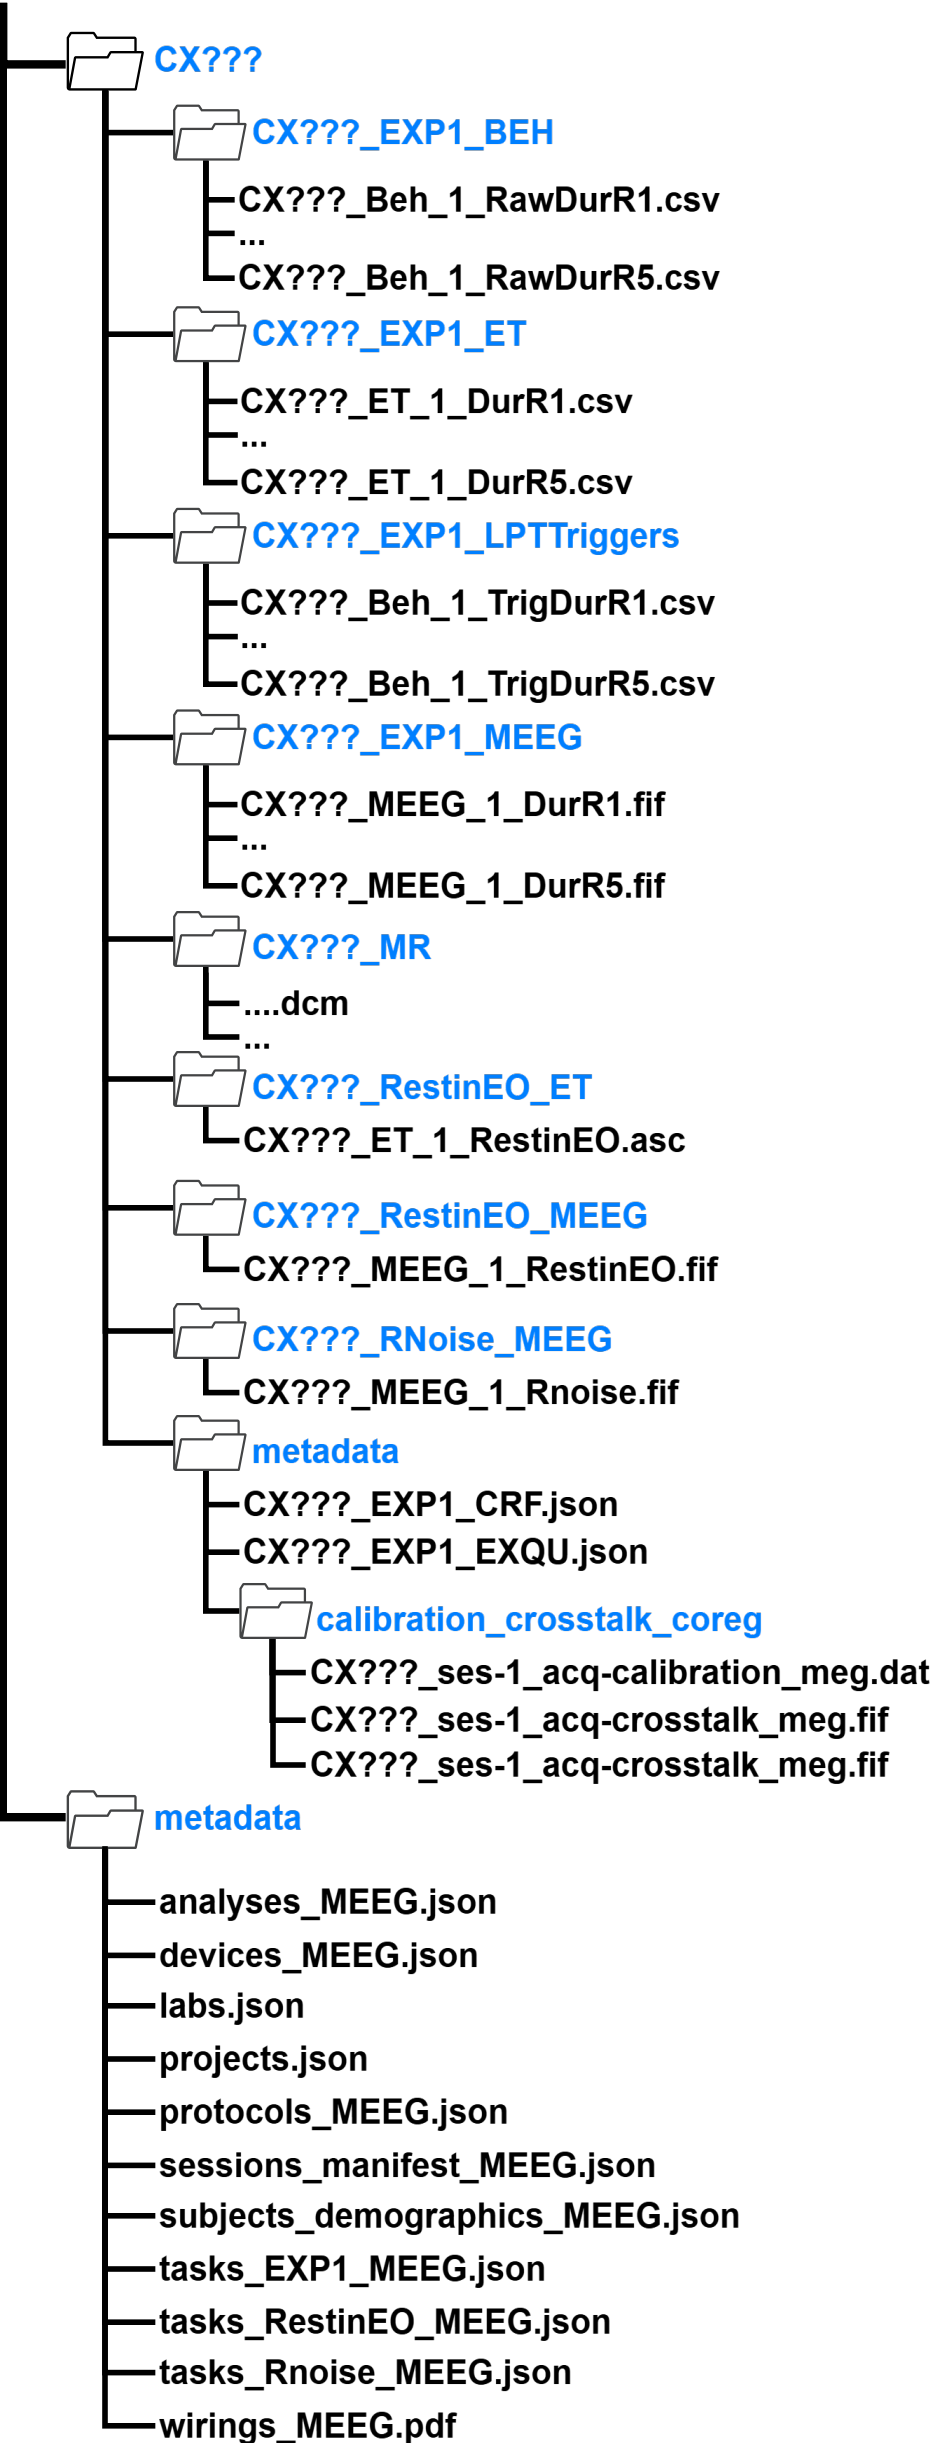 CX???
CX???_EXP1_BEH
CX???_Beh_1_RawDurR1.csv
...
CX???_Beh_1_RawDurR5.csv
CX???_EXP1_ET
CX???_ET_1_DurR1.csv
...
CX???_ET_1_DurR5.csv
CX???_EXP1_LPTTriggers
CX???_Beh_1_TrigDurR1.csv
...
CX???_Beh_1_TrigDurR5.csv
CX???_EXP1_MEEG
CX???_MEEG_1_DurR1.fif
...
CX???_MEEG_1_DurR5.fif
CX???_MR
....dcm
...
CX???_RestinEO_ET
CX???_ET_1_RestinEO.asc
CX???_RestinEO_MEEG
CX???_MEEG_1_RestinEO.fif
CX???_RNoise_MEEG
CX???_MEEG_1_Rnoise.fif
metadata
CX???_EXP1_CRF.json
CX???_EXP1_EXQU.json
calibration_crosstalk_coreg
CX???_ses-1_acq-calibration_meg.dat
CX???_ses-1_acq-crosstalk_meg.fif
CX???_ses-1_acq-crosstalk_meg.fif
metadata
analyses_MEEG.json
devices_MEEG.json
labs.json
projects.json
protocols_MEEG.json
sessions_manifest_MEEG.json
subjects_demographics_MEEG.json
tasks_EXP1_MEEG.json
tasks_RestinEO_MEEG.json
tasks_Rnoise_MEEG.json
wirings_MEEG.pdf